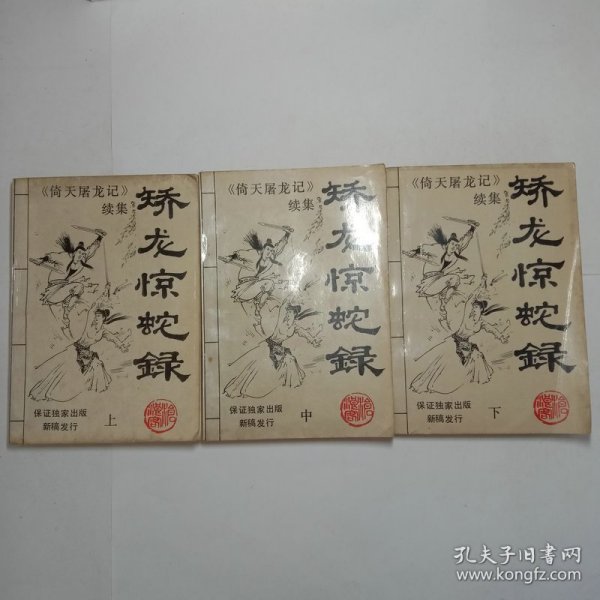 《倚天屠龙记》
续集
矫龙惊蛇録
保证独家出版
新稿发行
上
《倚天屠龙记》
续集
矫龙惊蛇録
保证独家出版
新稿发行
中
《倚天屠龙记》
续集
矫龙惊蛇録
保证独家出版
新稿发行
下
孔夫子旧书网
www.kongfz.com